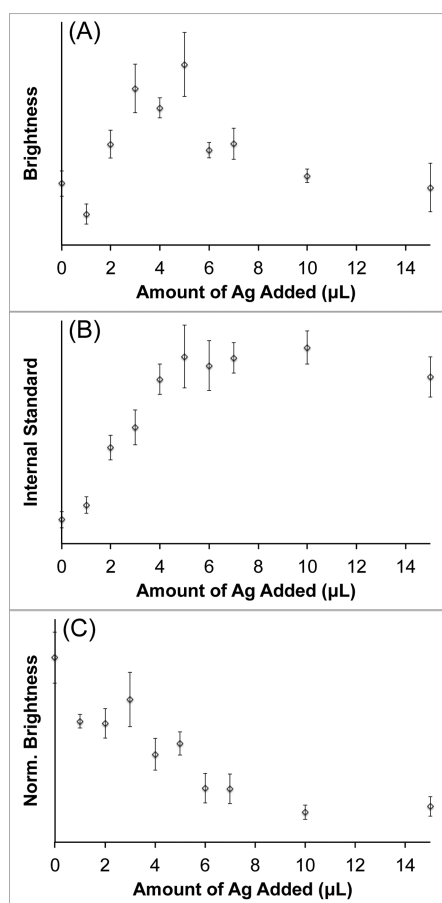 (A)
Brightness
0 2 4 6 8 10 12 14
Amount of Ag Added (µL)
(B)
Internal Standard
0 2 4 6 8 10 12 14
Amount of Ag Added (µL)
(C)
Norm. Brightness
0 2 4 6 8 10 12 14
Amount of Ag Added (µL)